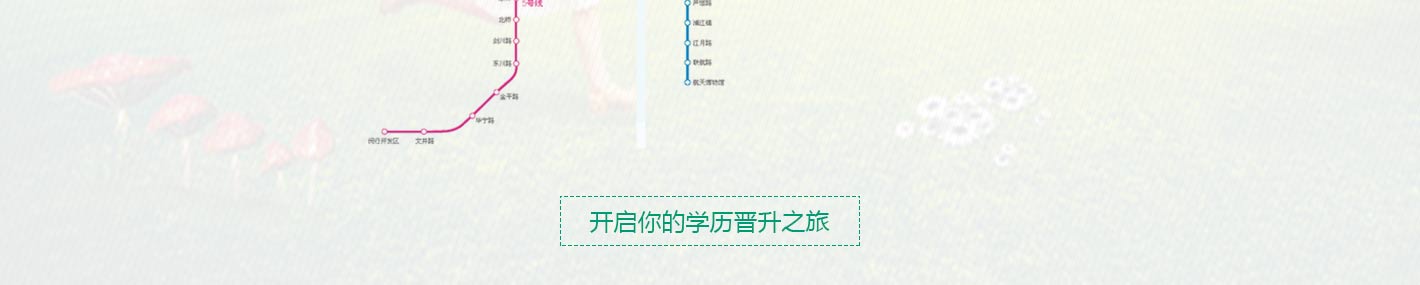 5号线
芦恒路
北桥
浦江镇
剑川路
江月路
东川路
联航路
航天博物馆
金平路
华宁路
闵行开发区
文井路
开启你的学历晋升之旅